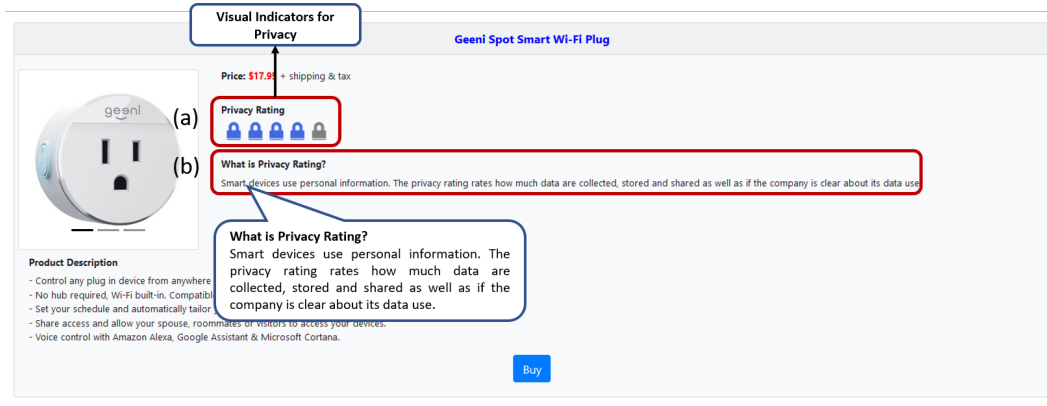 Visual Indicators for
Privacy
Geeni Spot Smart Wi-Fi Plug
Price: $17.95 + shipping & tax
geeni
(a)
Privacy Rating
(b)
What is Privacy Rating?
Smart devices use personal information. The privacy rating rates how much data are collected, stored and shared as well as if the company is clear about its data use
What is Privacy Rating?
Smart devices use personal information. The
privacy rating rates how much data are
collected, stored and shared as well as if the
company is clear about its data use.
Product Description
- Control any plug in device from anywhere
- No hub required, Wi-Fi built-in.
- Set your schedule and automatically tailor
- Share access and allow your spouse, roommates or visitors to access your devices.
- Voice control with Amazon Alexa, Google Assistant & Microsoft Cortana.
Buy